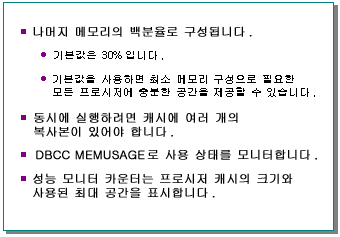 나머지 메모리의 백분율로 구성됩니다.
기본값은 30%입니다.
기본값을 사용하면 최소 메모리 구성으로 필요한
모든 프로시저에 충분한 공간을 제공할 수 있습니다.
동시에 실행하려면 캐시에 여러 개의
복사본이 있어야 합니다.
DBCC MEMUSAGE로 사용 상태를 모니터합니다.
성능 모니터 카운터는 프로시저 캐시의 크기와
사용된 최대 공간을 표시합니다.